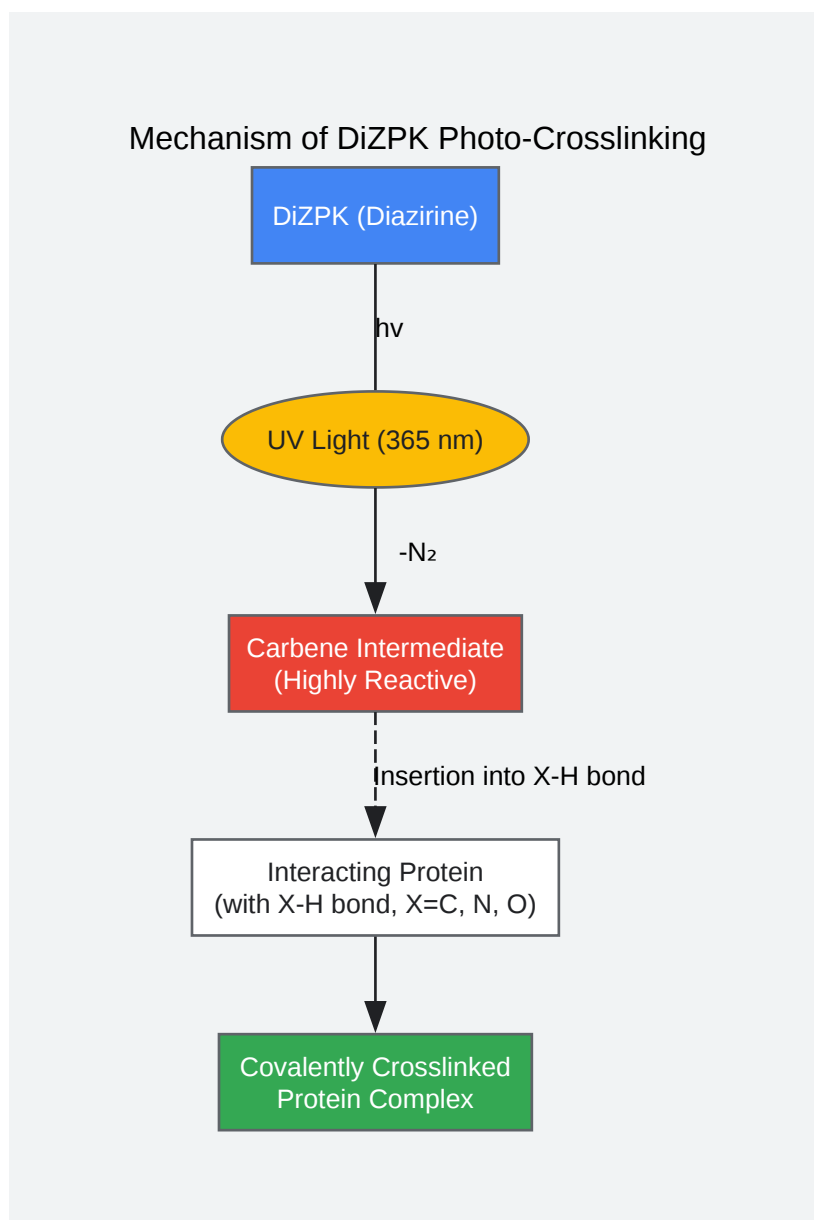 Mechanism of DiZPK Photo-Crosslinking
DiZPK (Diazirine)
hv
UV Light (365 nm)
-N₂
Carbene Intermediate
(Highly Reactive)
Insertion into X-H bond
Interacting Protein
(with X-H bond, X=C, N, O)
Covalently Crosslinked
Protein Complex